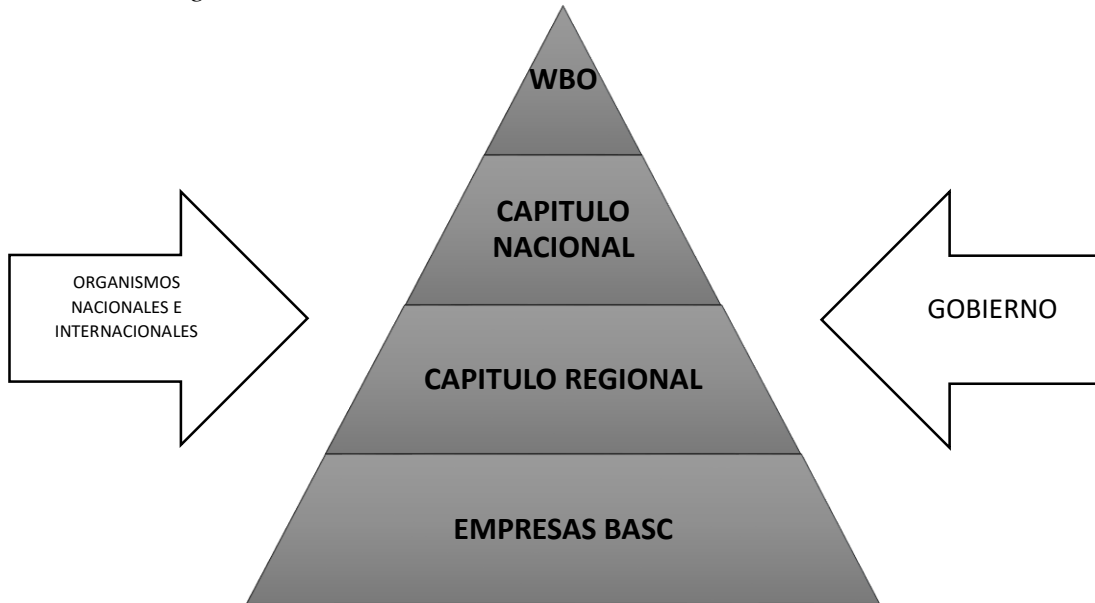 WBO
CAPITULO
NACIONAL
ORGANISMOS
NACIONALES E
INTERNACIONALES
GOBIERNO
CAPITULO REGIONAL
EMPRESAS BASC